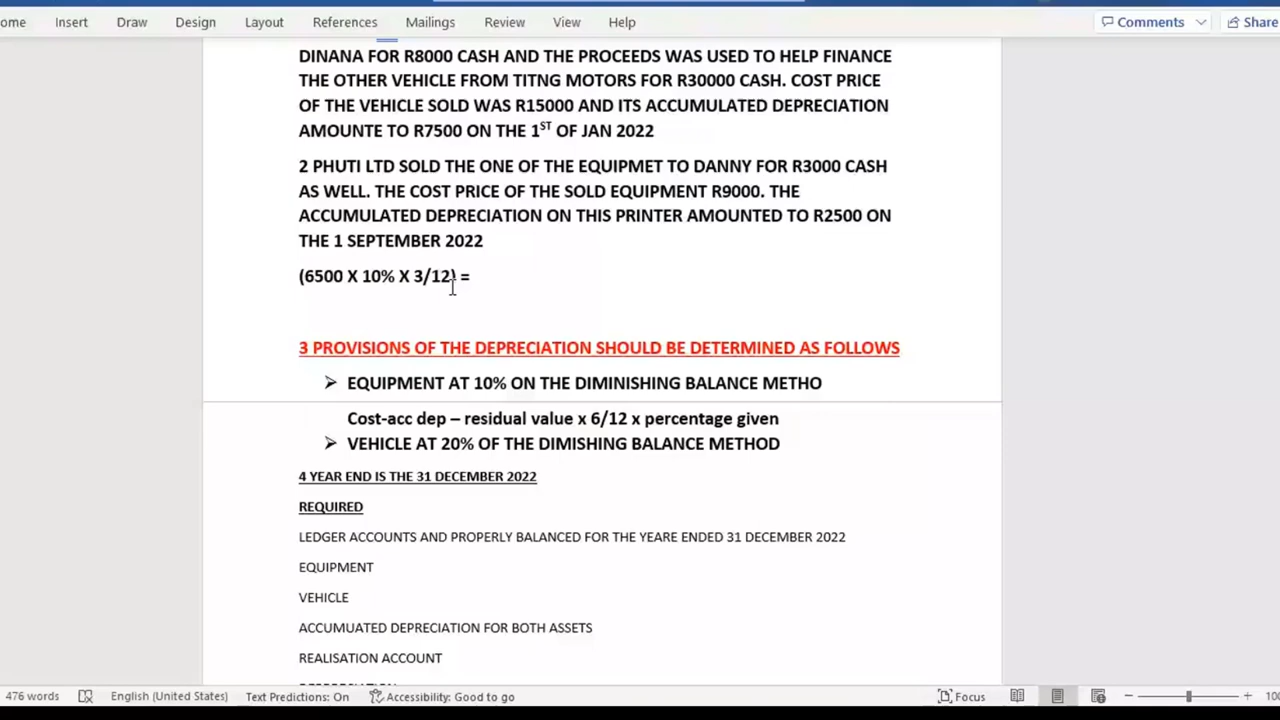 ome Insert Draw Design Layout References Mailings Review View Help Comments Share
DINANA FOR R8000 CASH AND THE PROCEEDS WAS USED TO HELP FINANCE
THE OTHER VEHICLE FROM TITNG MOTORS FOR R30000 CASH. COST PRICE
OF THE VEHICLE SOLD WAS R15000 AND ITS ACCUMULATED DEPRECIATION
AMOUNTE TO R7500 ON THE 1ST OF JAN 2022
2 PHUTI LTD SOLD THE ONE OF THE EQUIPMET TO DANNY FOR R3000 CASH
AS WELL. THE COST PRICE OF THE SOLD EQUIPMENT R9000. THE
ACCUMULATED DEPRECIATION ON THIS PRINTER AMOUNTED TO R2500 ON
THE 1 SEPTEMBER 2022
(6500 X 10% X 3/12) =
3 PROVISIONS OF THE DEPRECIATION SHOULD BE DETERMINED AS FOLLOWS
➢ EQUIPMENT AT 10% ON THE DIMINISHING BALANCE METHO
Cost-acc dep – residual value x 6/12 x percentage given
➢ VEHICLE AT 20% OF THE DIMISHING BALANCE METHOD
4 YEAR END IS THE 31 DECEMBER 2022
REQUIRED
LEDGER ACCOUNTS AND PROPERLY BALANCED FOR THE YEARE ENDED 31 DECEMBER 2022
EQUIPMENT
VEHICLE
ACCUMUATED DEPRECIATION FOR BOTH ASSETS
REALISATION ACCOUNT
476 words English (United States) Text Predictions: On Accessibility: Good to go Focus 100